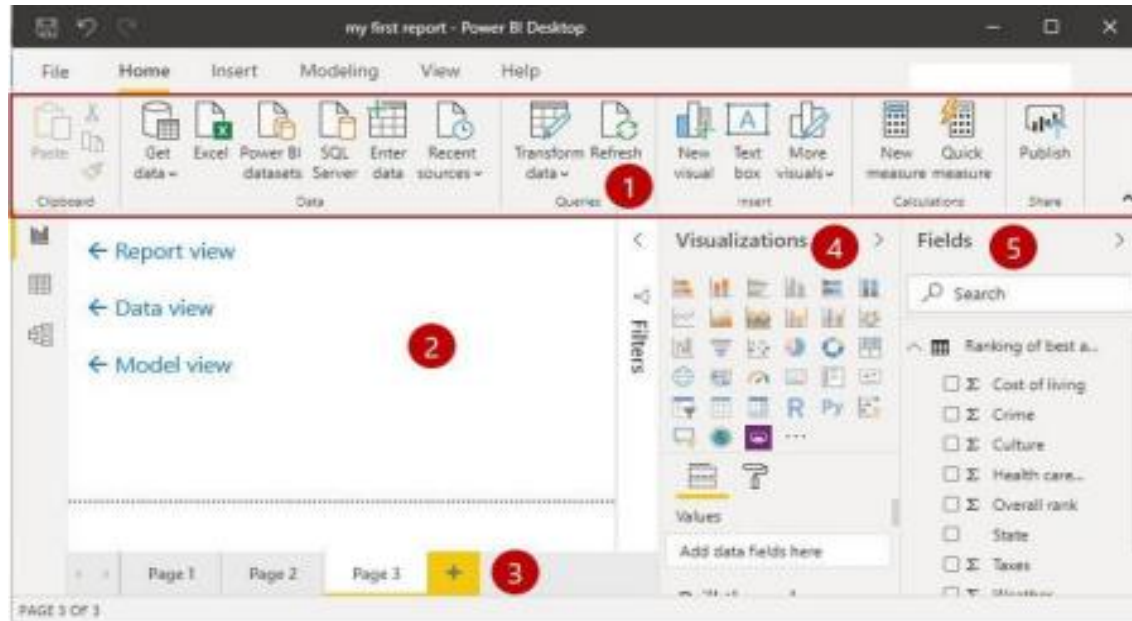 my first report - Power BI Desktop
File Home Insert Modeling View Help
Paste
Get data
Excel
Power BI datasets
SQL Server
Enter data
Recent sources
Transform data
Refresh
New visual
Text box
More visuals
New measure
Quick measure
Publish
Clipboard Data Queries Insert Calculations Share
1
← Report view
← Data view
← Model view
2
Filters
Visualizations 4
R Py
...
Values
Add data fields here
Fields 5
Search
Ranking of best a...
Σ Cost of living
Σ Crime
Σ Culture
Σ Health care...
Σ Overall rank
State
Σ Taxes
Page 1 Page 2 Page 3 + 3
PAGE 3 OF 3